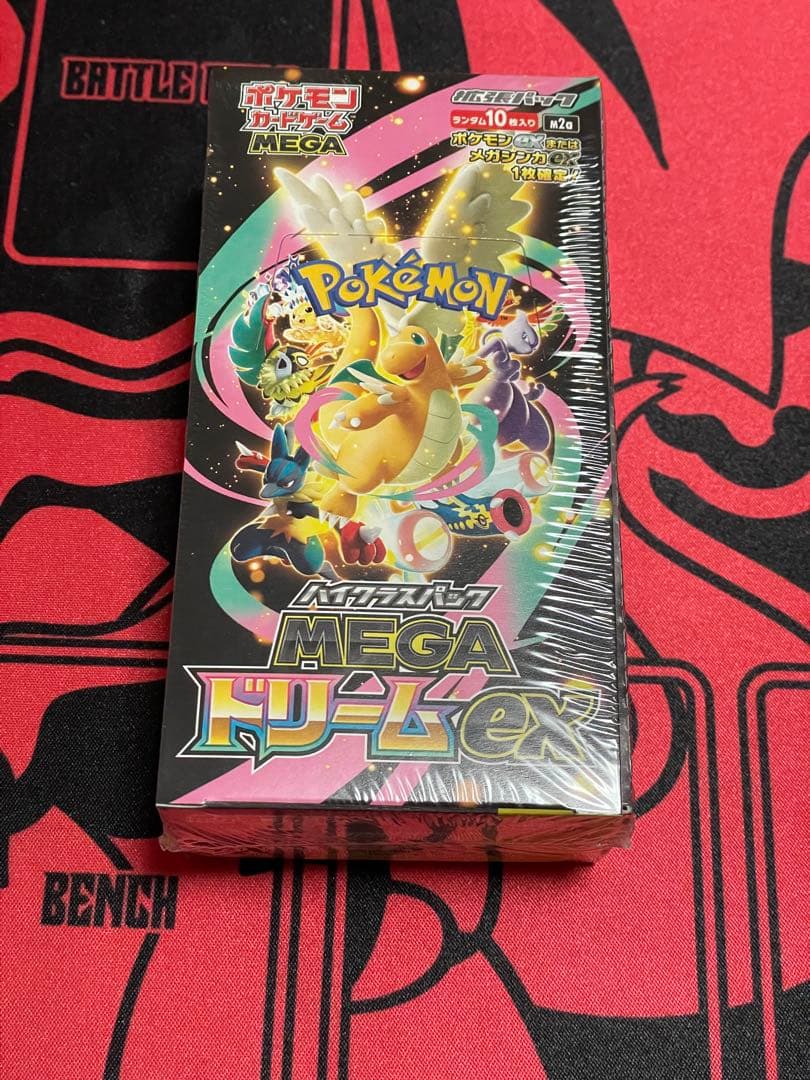 BATTLE
ポケモン
カードゲーム
MEGA
拡張パック
ランダム10枚入り M2a
ポケモンexまたは
メガシンカex
1枚確定!
POKéMON
ハイクラスパック
MEGA
ドリームex
BENCH